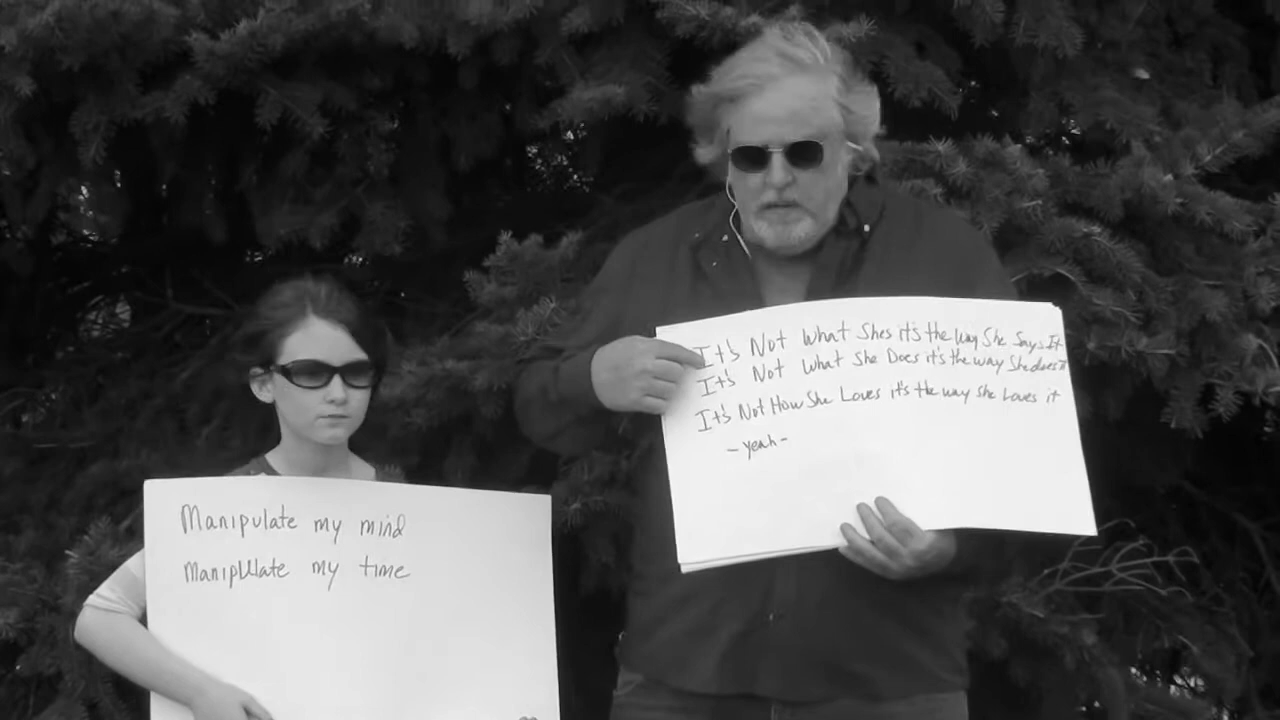 Manipulate my mind
Manipulate my time
It's Not What Shes it's the way She Says It
It's Not What She Does it's the way She does It
It's Not How She Loves it's the way she Loves it
-yeah-